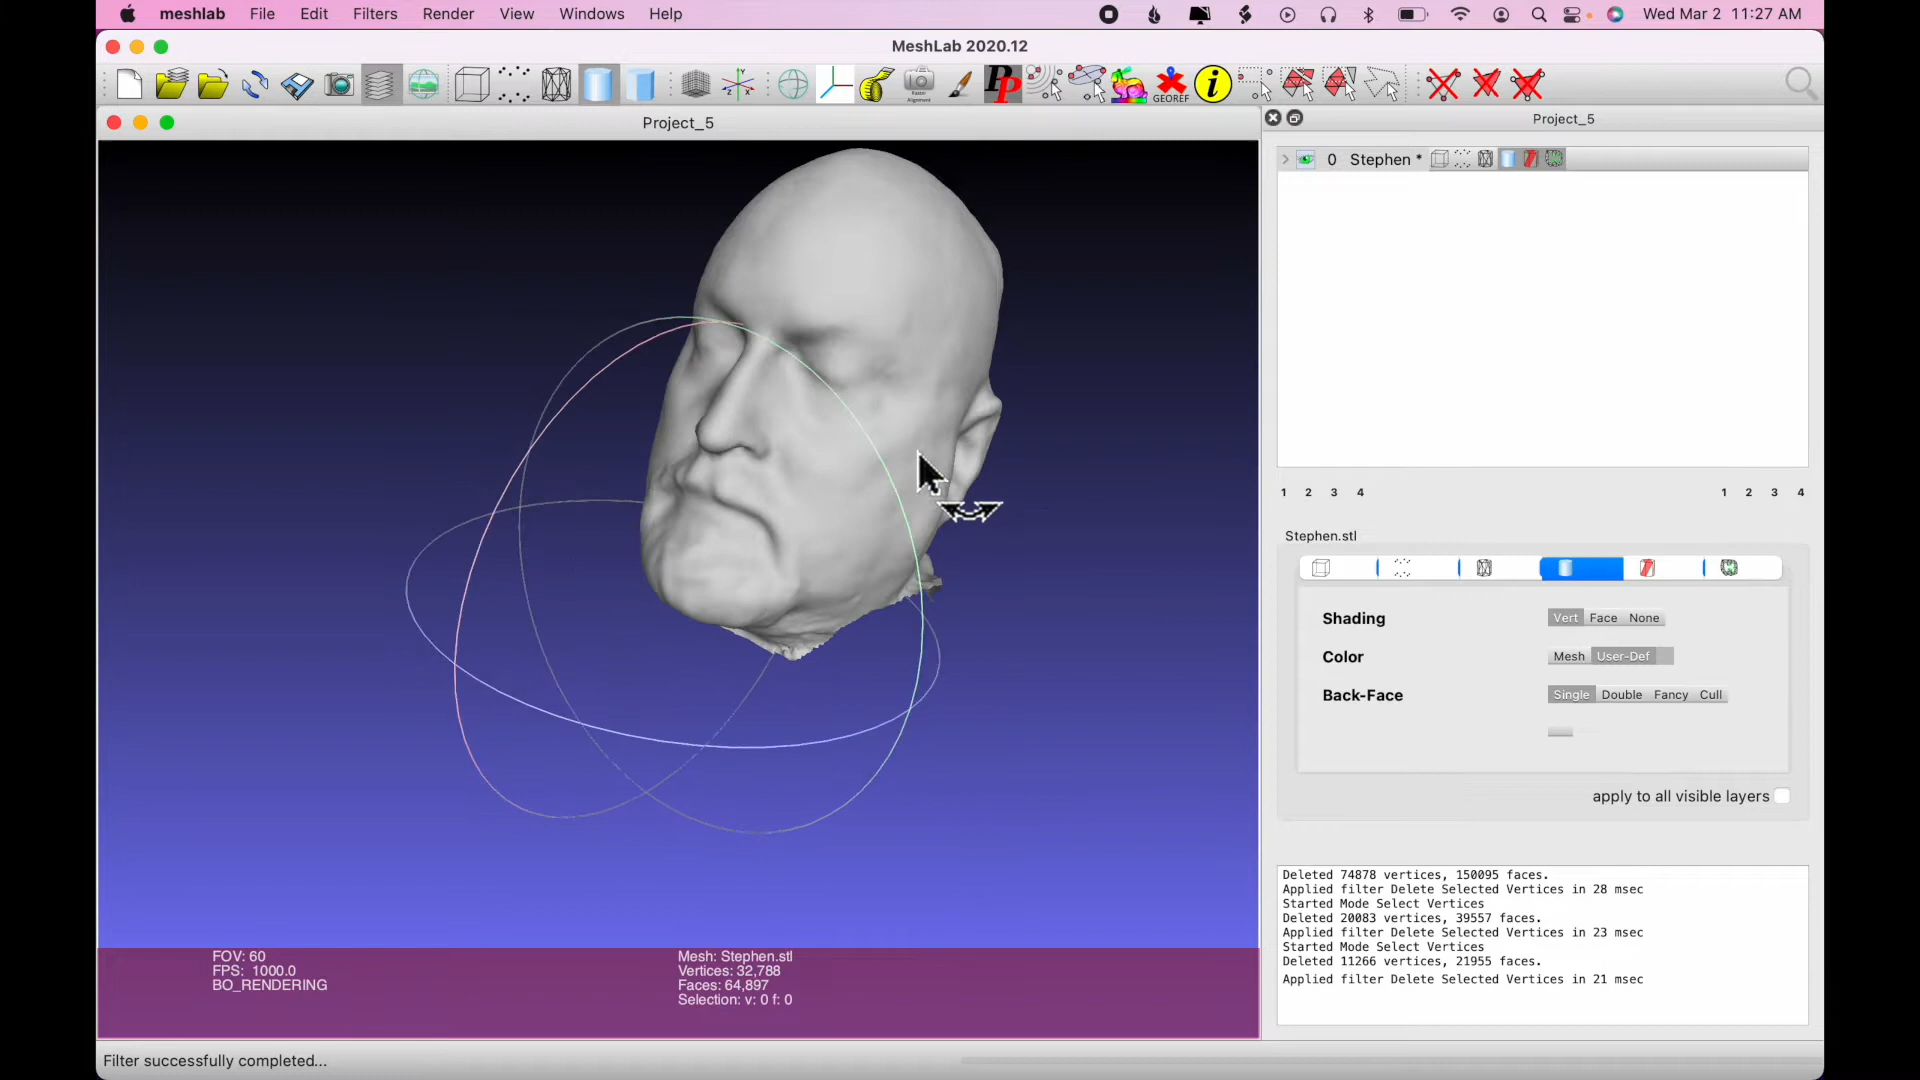 meshlab File Edit Filters Render View Windows Help Wed Mar 2 11:27 AM
MeshLab 2020.12
PP GEOREF i
Project_5
Project_5
0 Stephen *
1 2 3 4 1 2 3 4
Stephen.stl
Shading Vert Face None
Color Mesh User-Def
Back-Face Single Double Fancy Cull
apply to all visible layers
Deleted 74878 vertices, 150095 faces.
Applied filter Delete Selected Vertices in 28 msec
Started Mode Select Vertices
Deleted 20083 vertices, 39557 faces.
Applied filter Delete Selected Vertices in 23 msec
Started Mode Select Vertices
Deleted 11266 vertices, 21955 faces.
Applied filter Delete Selected Vertices in 21 msec
FOV: 60
FPS: 1000.0
BO_RENDERING
Mesh: Stephen.stl
Vertices: 32,788
Faces: 64,897
Selection: v: 0 f: 0
Filter successfully completed...